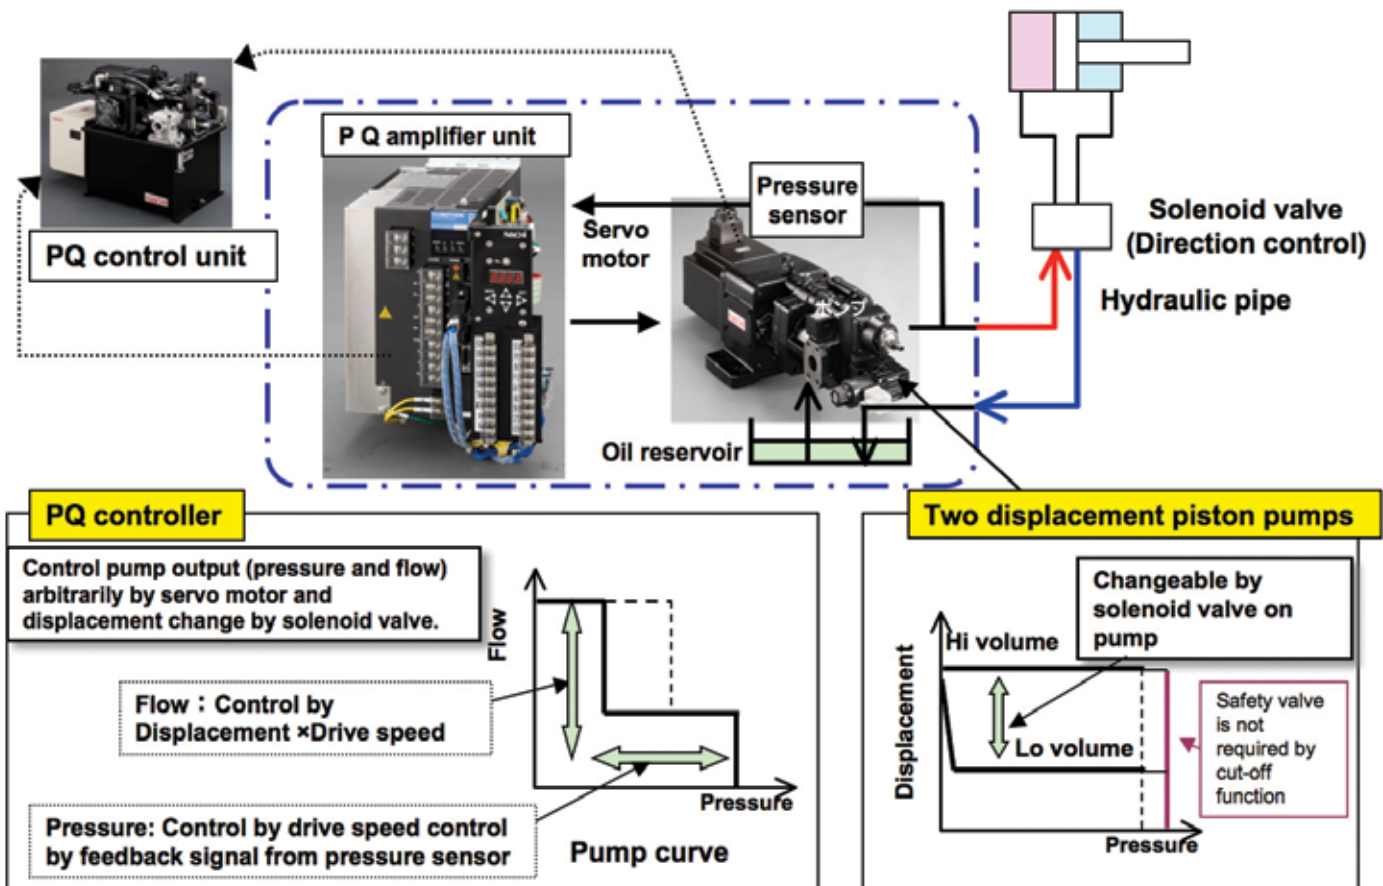 P Q amplifier unit
PQ control unit
Pressure
sensor
Servo
motor
ポンプ
Solenoid valve
(Direction control)
Hydraulic pipe
Oil reservoir
NACHi
PQ controller
Control pump output (pressure and flow)
arbitrarily by servo motor and
displacement change by solenoid valve.
Flow：Control by
Displacement ×Drive speed
Pressure: Control by drive speed control
by feedback signal from pressure sensor
Flow
Pressure
Pump curve
Two displacement piston pumps
Changeable by
solenoid valve on
pump
Displacement
Hi volume
Lo volume
Pressure
Safety valve
is not
required by
cut-off
function